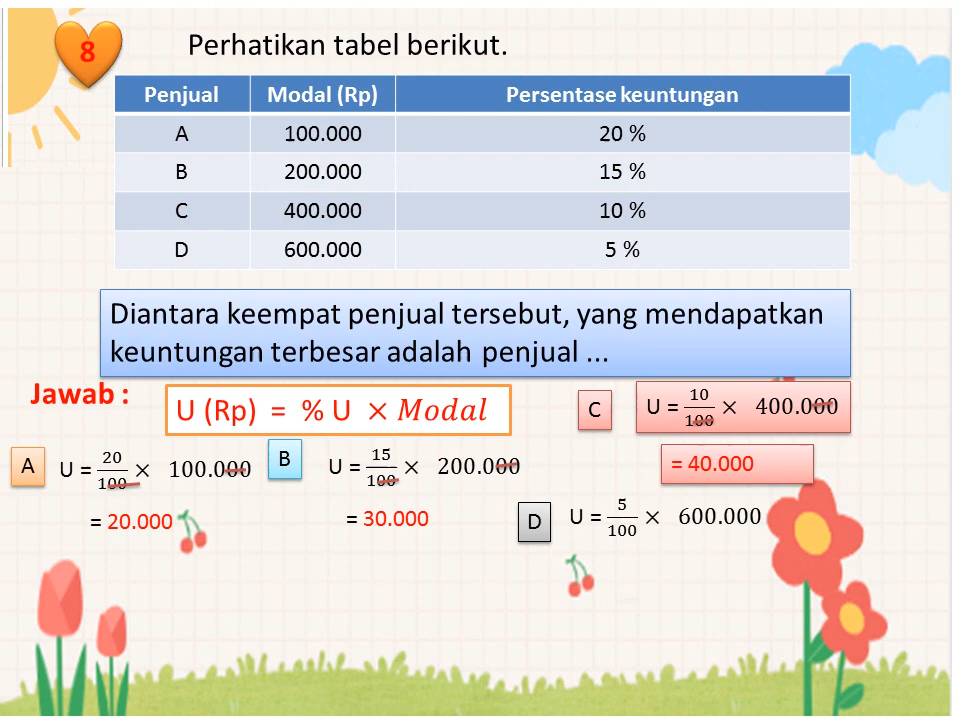 8
Perhatikan tabel berikut.
Penjual Modal (Rp) Persentase keuntungan
A 100.000 20 %
B 200.000 15 %
C 400.000 10 %
D 600.000 5 %
Diantara keempat penjual tersebut, yang mendapatkan
keuntungan terbesar adalah penjual ...
Jawab :
U (Rp) = % U × Modal
A U = 20/100 × 100.000
= 20.000
B U = 15/100 × 200.000
= 30.000
C U = 10/100 × 400.000
= 40.000
D U = 5/100 × 600.000